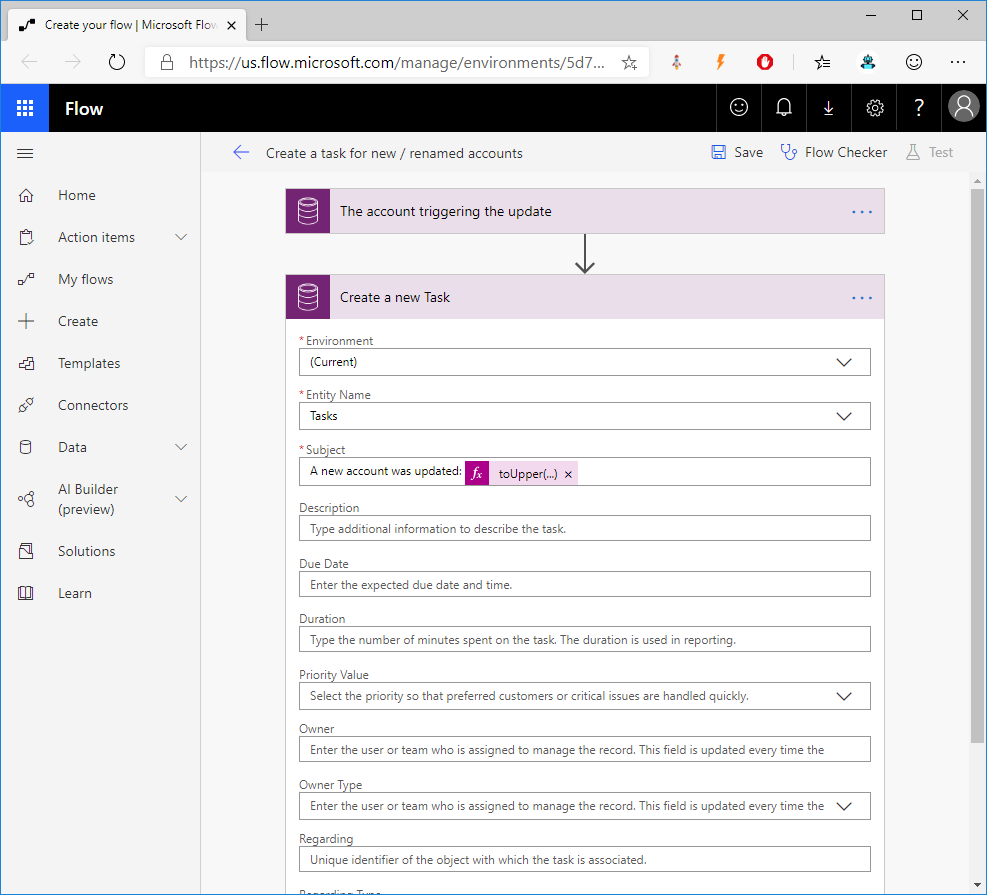 Create your flow | Microsoft Flow
https://us.flow.microsoft.com/manage/environments/5d7...
Flow
?
Create a task for new / renamed accounts
Save
Flow Checker
Test
Home
Action items
My flows
Create
Templates
Connectors
Data
AI Builder
(preview)
Solutions
Learn
The account triggering the update
Create a new Task
* Environment
(Current)
* Entity Name
Tasks
* Subject
A new account was updated: fx toUpper(...) ×
Description
Type additional information to describe the task.
Due Date
Enter the expected due date and time.
Duration
Type the number of minutes spent on the task. The duration is used in reporting.
Priority Value
Select the priority so that preferred customers or critical issues are handled quickly.
Owner
Enter the user or team who is assigned to manage the record. This field is updated every time the
Owner Type
Enter the user or team who is assigned to manage the record. This field is updated every time the
Regarding
Unique identifier of the object with which the task is associated.
Regarding Type